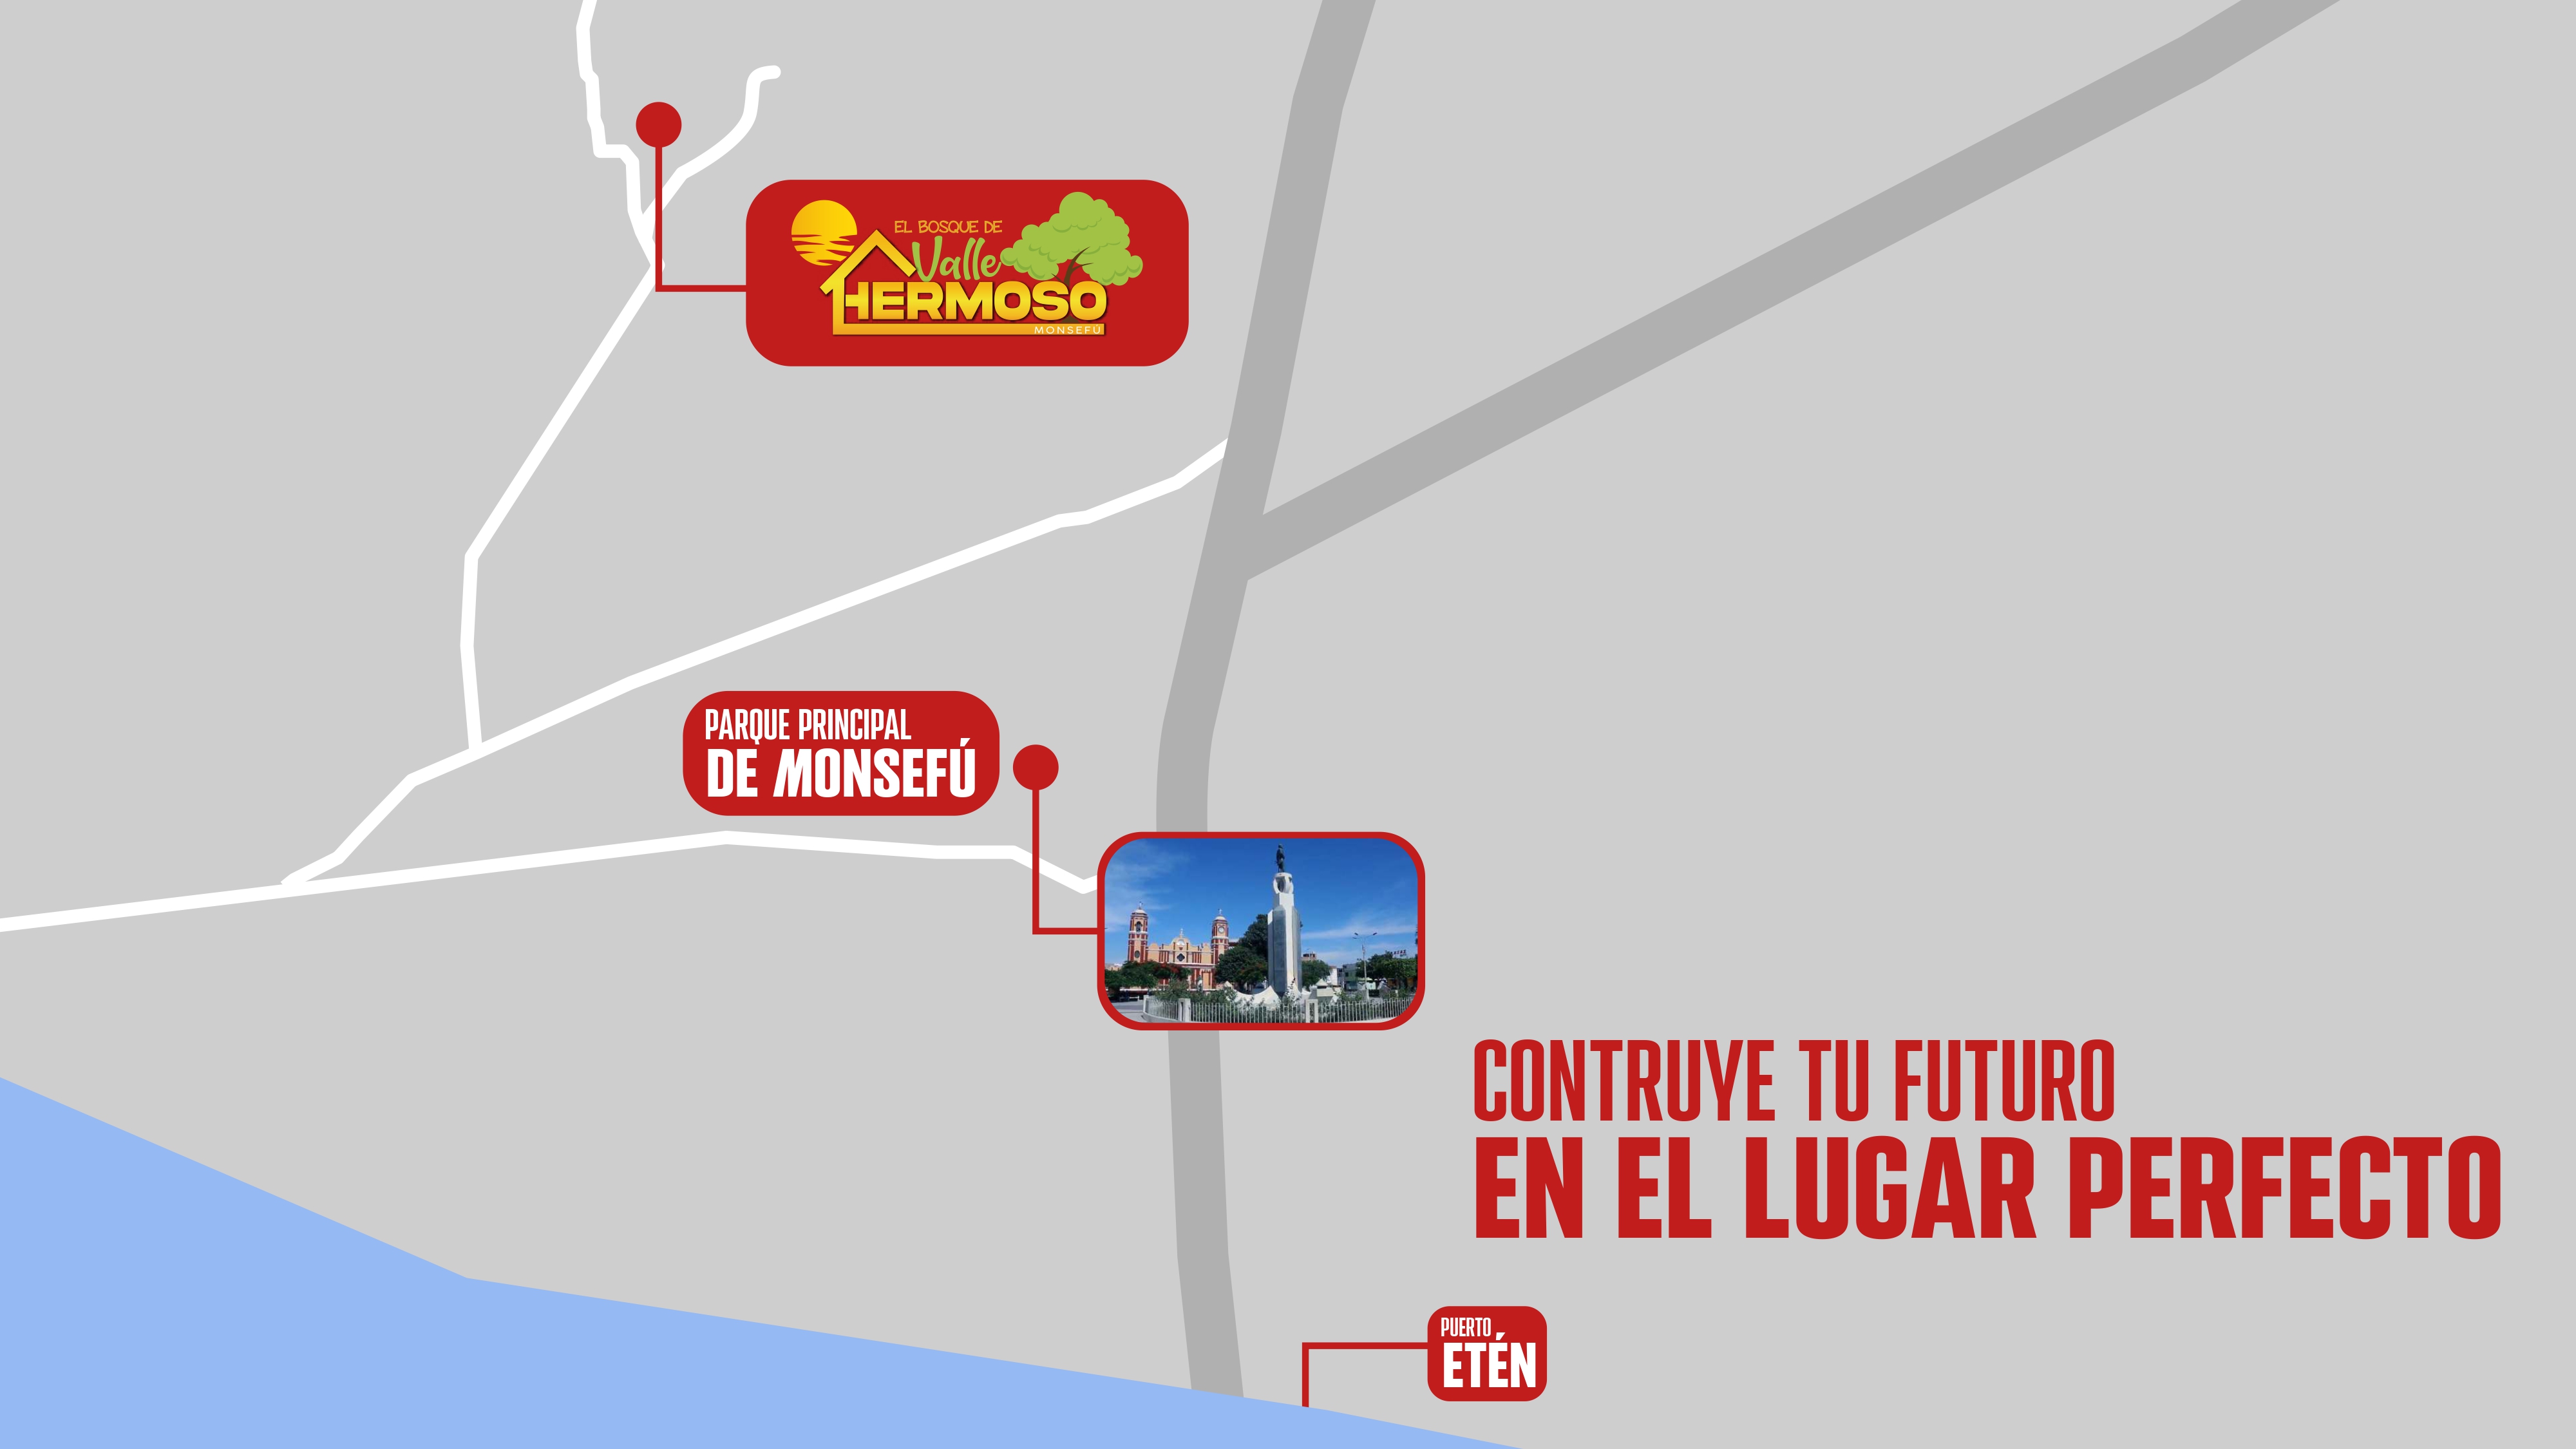 EL BOSQUE DE
Valle
HERMOSO
MONSEFÚ
PARQUE PRINCIPAL
DE MONSEFÚ
CONTRUYE TU FUTURO
EN EL LUGAR PERFECTO
PUERTO
ETÉN